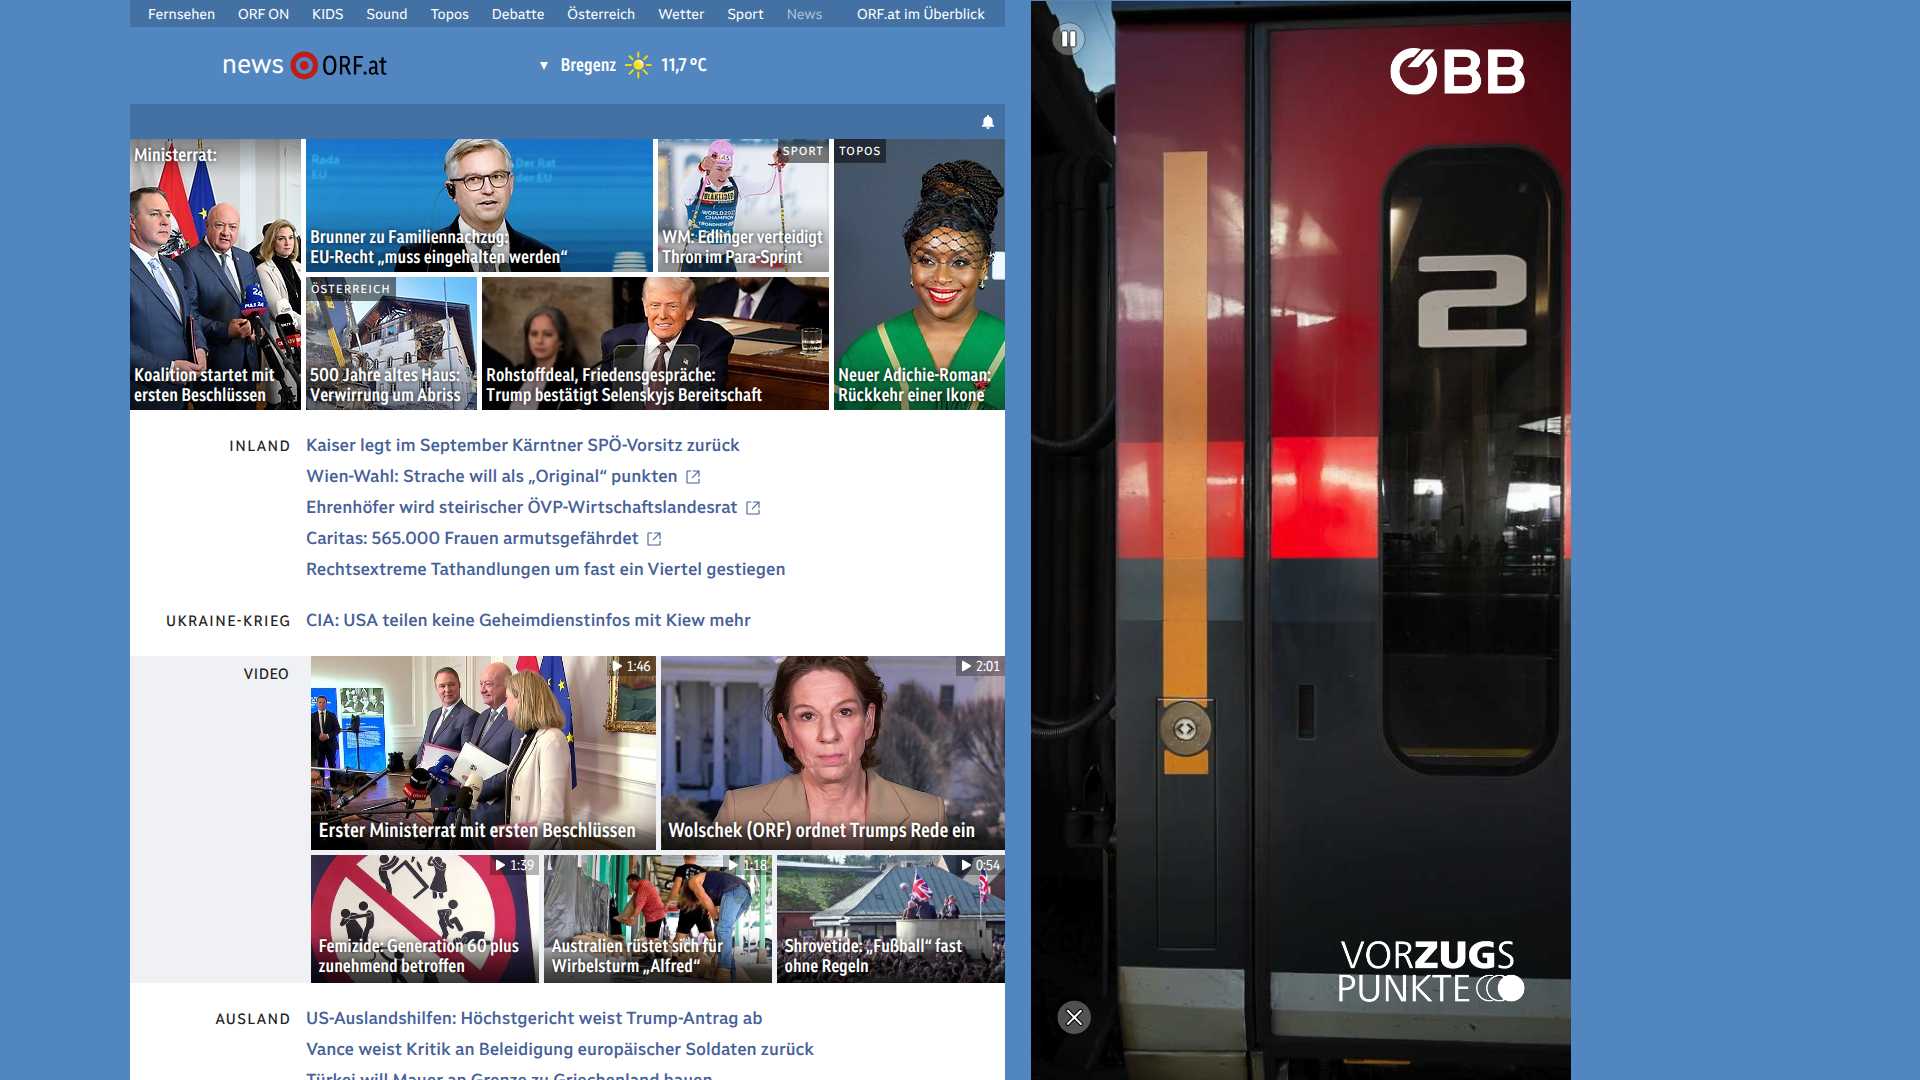 Fernsehen ORF ON KIDS Sound Topos Debatte Österreich Wetter Sport News ORF.at im Überblick
news ORF.at
▼ Bregenz 11,7 °C
Ministerrat:
Koalition startet mit
ersten Beschlüssen
Brunner zu Familiennachzug:
EU-Recht „muss eingehalten werden“
SPORT
WM: Edlinger verteidigt
Thron im Para-Sprint
TOPOS
Neuer Adichie-Roman:
Rückkehr einer Ikone
ÖSTERREICH
500 Jahre altes Haus:
Verwirrung um Abriss
Rohstoffdeal, Friedensgespräche:
Trump bestätigt Selenskyjs Bereitschaft
INLAND
Kaiser legt im September Kärntner SPÖ-Vorsitz zurück
Wien-Wahl: Strache will als „Original“ punkten
Ehrenhöfer wird steirischer ÖVP-Wirtschaftslandesrat
Caritas: 565.000 Frauen armutsgefährdet
Rechtsextreme Tathandlungen um fast ein Viertel gestiegen
UKRAINE-KRIEG
CIA: USA teilen keine Geheimdienstinfos mit Kiew mehr
VIDEO
1:46
Erster Ministerrat mit ersten Beschlüssen
2:01
Wolschek (ORF) ordnet Trumps Rede ein
1:39
Femizide: Generation 60 plus
zunehmend betroffen
1:18
Australien rüstet sich für
Wirbelsturm „Alfred“
0:54
Shrovetide: „Fußball“ fast
ohne Regeln
AUSLAND
US-Auslandshilfen: Höchstgericht weist Trump-Antrag ab
Vance weist Kritik an Beleidigung europäischer Soldaten zurück
Türkei will Mauer an Grenze zu Griechenland bauen
ÖBB
2
VORZUGS
PUNKTE